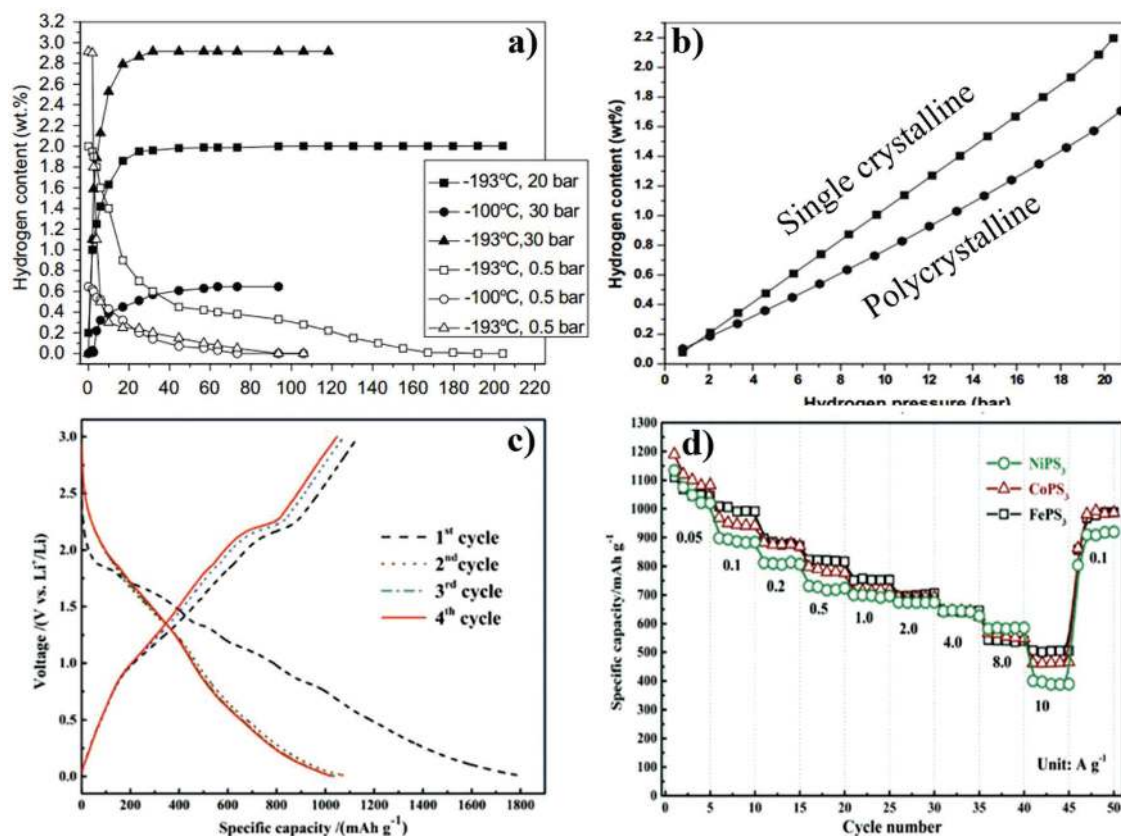 a)
Hydrogen content (wt.%)
3.2
3.0
2.8
2.6
2.4
2.2
2.0
1.8
1.6
1.4
1.2
1.0
0.8
0.6
0.4
0.2
0.0
-193ºC, 20 bar
-100ºC, 30 bar
-193ºC,30 bar
-193ºC, 0.5 bar
-100ºC, 0.5 bar
-193ºC, 0.5 bar
0 20 40 60 80 100 120 140 160 180 200 220
b)
Hydrogen content (wt%)
2.2
2.0
1.8
1.6
1.4
1.2
1.0
0.8
0.6
0.4
0.2
0.0
Single crystalline
Polycrystalline
0 2 4 6 8 10 12 14 16 18 20
Hydrogen pressure (bar)
c)
Voltage /(V vs. Li+/Li)
3.0
2.5
2.0
1.5
1.0
0.5
0.0
1st cycle
2nd cycle
3rd cycle
4th cycle
0 200 400 600 800 1000 1200 1400 1600 1800
Specific capacity /(mAh g-1)
d)
Specific capacity/mAh g-1
1300
1200
1100
1000
900
800
700
600
500
400
300
200
100
0
NiPS3
CoPS3
FePS3
0.05
0.1
0.2
0.5
1.0
2.0
4.0
8.0
10
0.1
Unit: A g-1
0 5 10 15 20 25 30 35 40 45 50
Cycle number